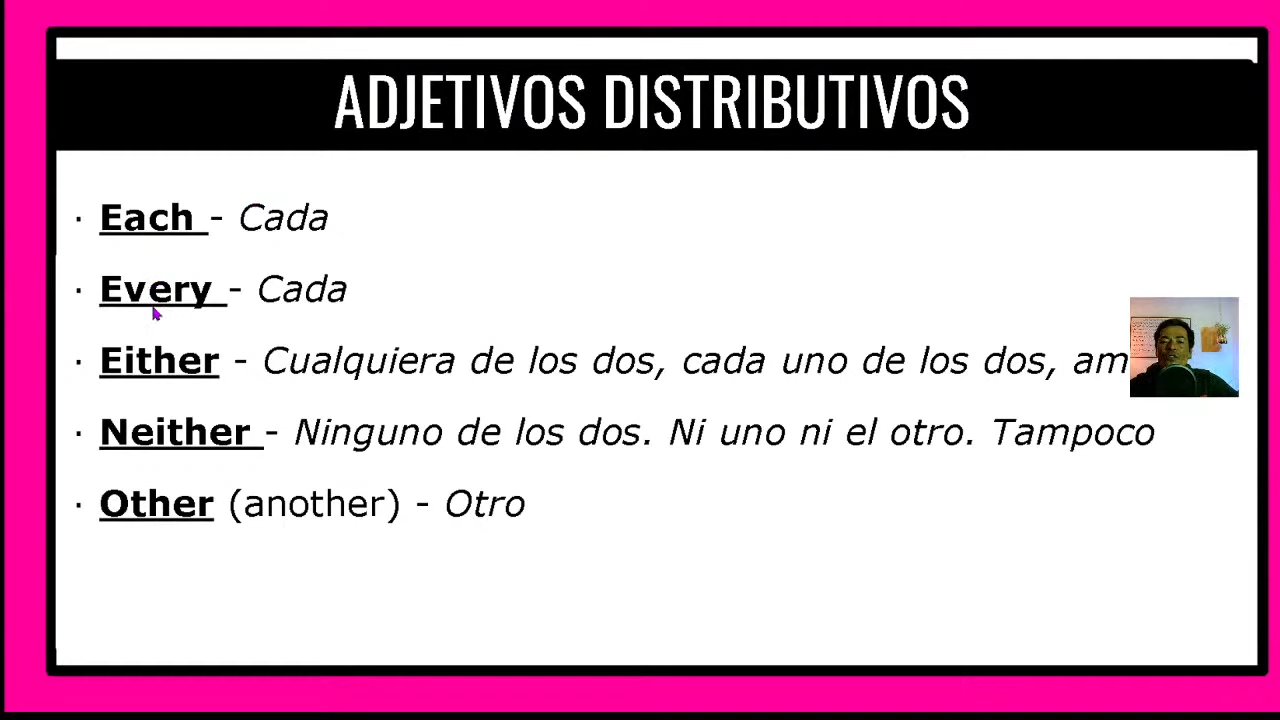 ADJETIVOS DISTRIBUTIVOS
· Each - Cada
· Every - Cada
· Either - Cualquiera de los dos, cada uno de los dos, am
· Neither - Ninguno de los dos. Ni uno ni el otro. Tampoco
· Other (another) - Otro